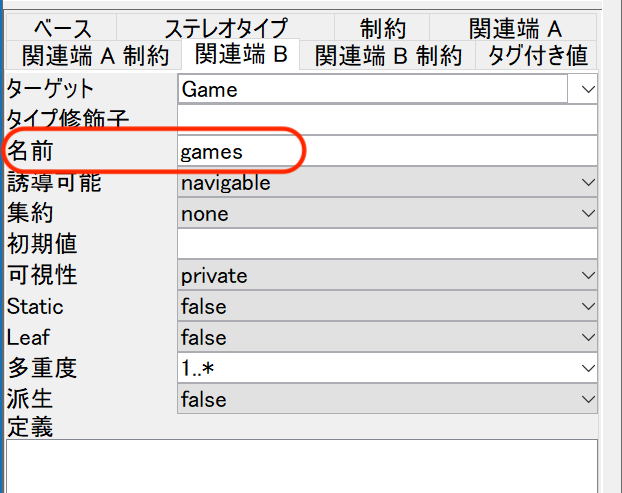 ベース ステレオタイプ 制約 関連端 A
関連端 A 制約 関連端 B 関連端 B 制約 タグ付き値
ターゲット Game
タイプ修飾子
名前 games
誘導可能 navigable
集約 none
初期値
可視性 private
Static false
Leaf false
多重度 1..*
派生 false
定義